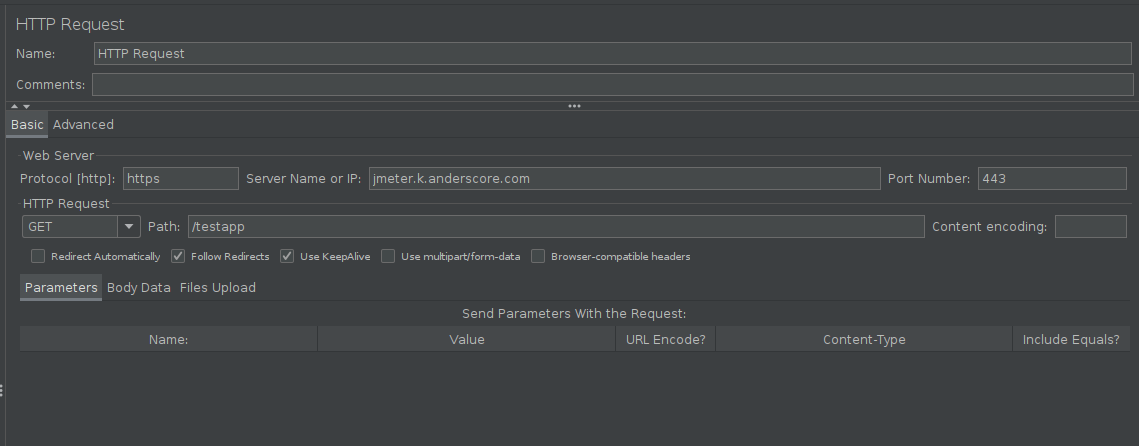 HTTP Request
Name: HTTP Request
Comments:
Basic Advanced
Web Server
Protocol [http]: https Server Name or IP: jmeter.k.anderscore.com Port Number: 443
HTTP Request
GET Path: /testapp Content encoding:
Redirect Automatically Follow Redirects Use KeepAlive Use multipart/form-data Browser-compatible headers
Parameters Body Data Files Upload
Send Parameters With the Request:
Name: Value URL Encode? Content-Type Include Equals?